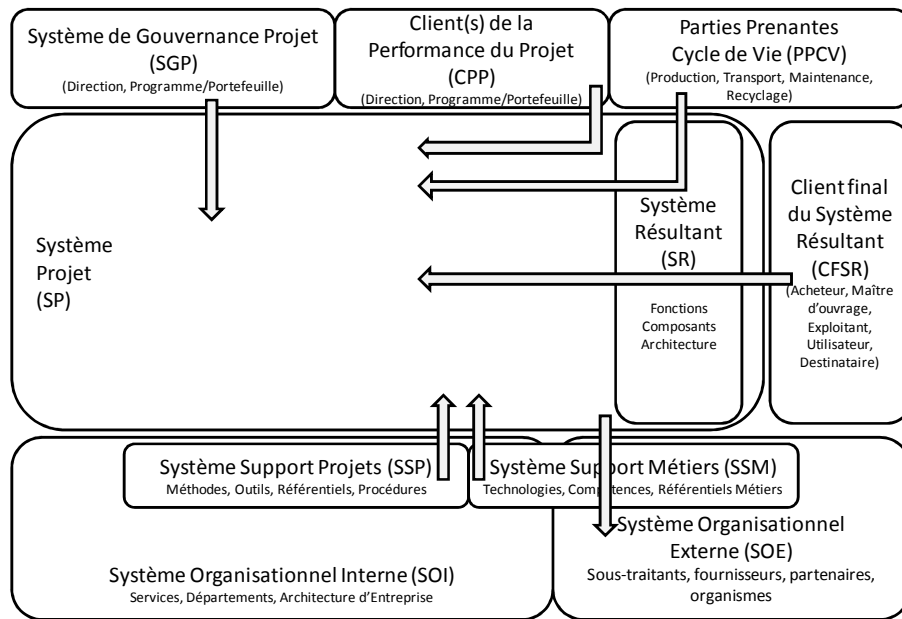 Système de Gouvernance Projet
(SGP)
(Direction, Programme/Portefeuille)
Client(s) de la
Performance du Projet
(CPP)
(Direction, Programme/Portefeuille)
Parties Prenantes
Cycle de Vie (PPCV)
(Production, Transport, Maintenance,
Recyclage)
Système
Projet
(SP)
Système
Résultant
(SR)
Fonctions
Composants
Architecture
Client final
du Système
Résultant
(CFSR)
(Acheteur, Maître
d’ouvrage,
Exploitant,
Utilisateur,
Destinataire)
Système Support Projets (SSP)
Méthodes, Outils, Référentiels, Procédures
Système Support Métiers (SSM)
Technologies, Compétences, Référentiels Métiers
Système Organisationnel Interne (SOI)
Services, Départements, Architecture d’Entreprise
Système Organisationnel
Externe (SOE)
Sous-traitants, fournisseurs, partenaires,
organismes